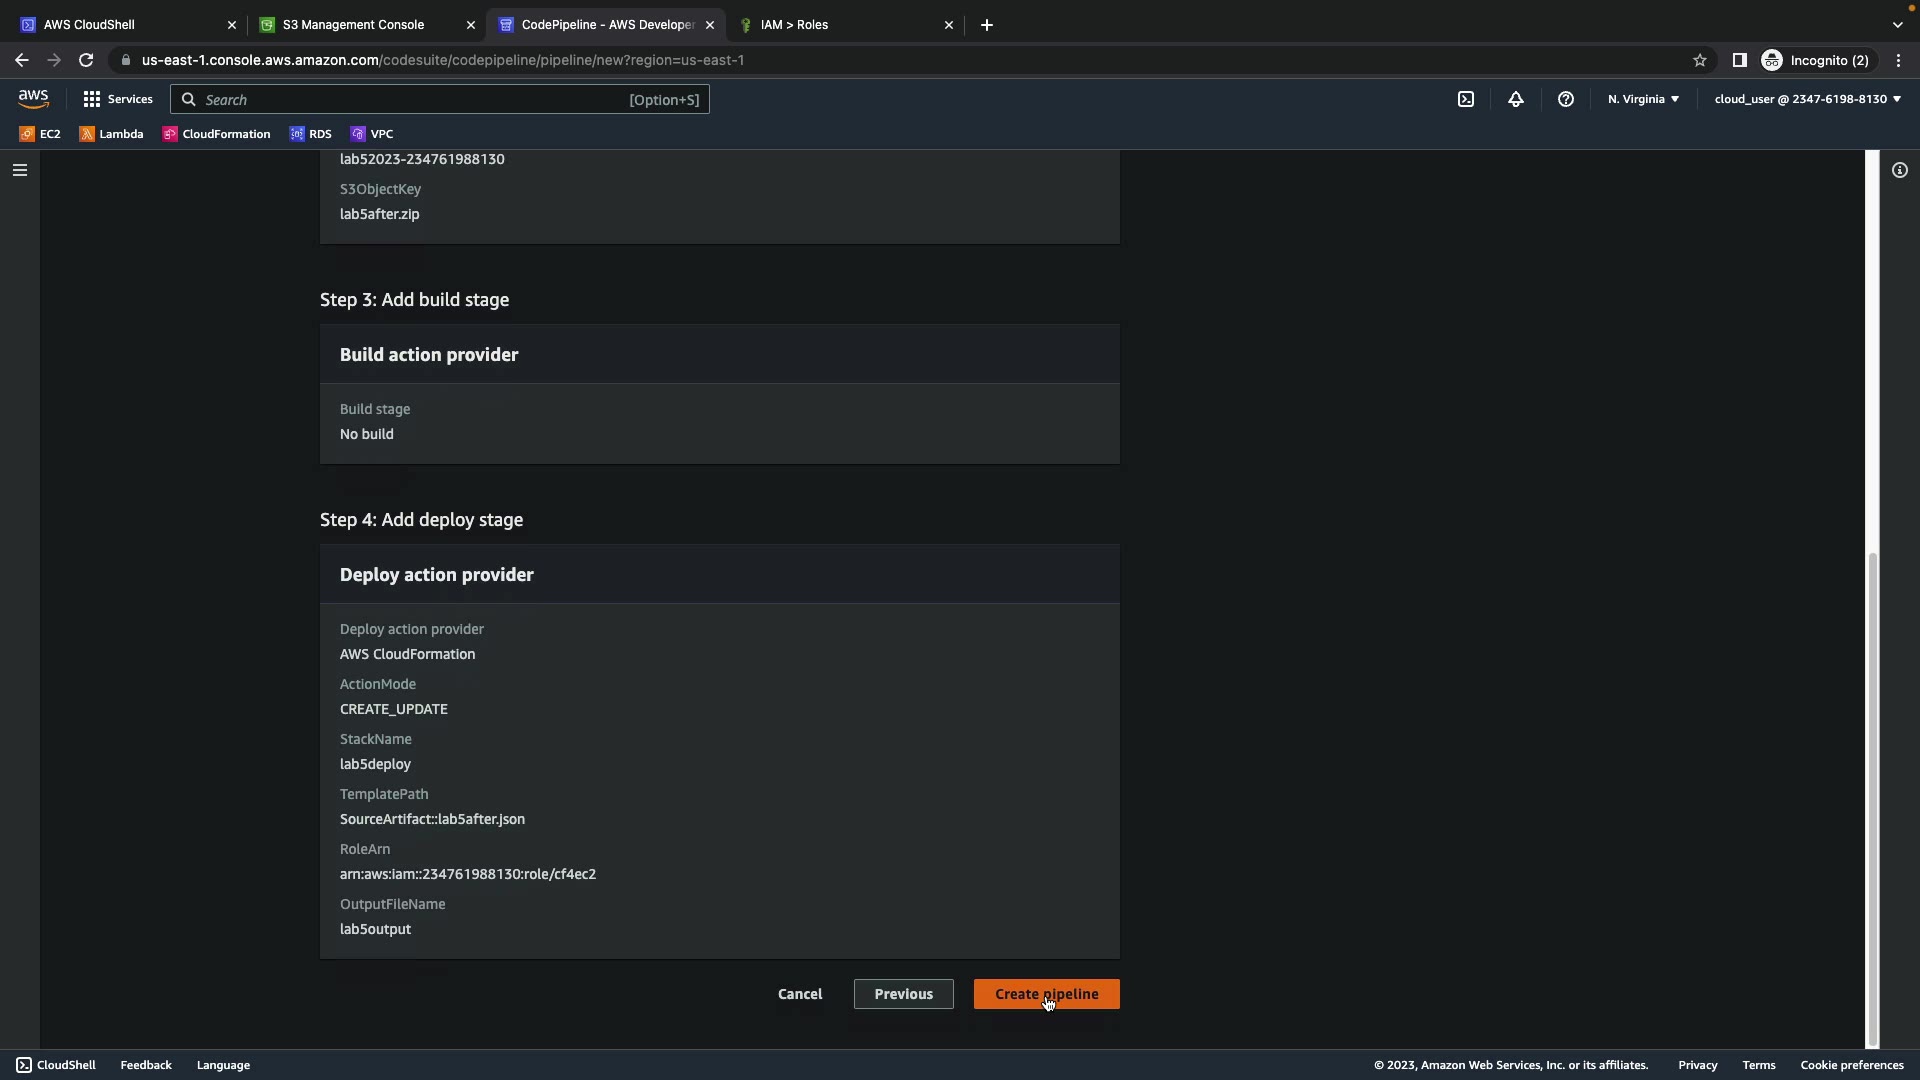 AWS CloudShell
S3 Management Console
CodePipeline - AWS Developer
IAM > Roles
us-east-1.console.aws.amazon.com/codesuite/codepipeline/pipeline/new?region=us-east-1
Incognito (2)
aws
Services
Search
[Option+S]
N. Virginia
cloud_user @ 2347-6198-8130
EC2
Lambda
CloudFormation
RDS
VPC
lab52023-234761988130
S3ObjectKey
lab5after.zip
Step 3: Add build stage
Build action provider
Build stage
No build
Step 4: Add deploy stage
Deploy action provider
Deploy action provider
AWS CloudFormation
ActionMode
CREATE_UPDATE
StackName
lab5deploy
TemplatePath
SourceArtifact::lab5after.json
RoleArn
arn:aws:iam::234761988130:role/cf4ec2
OutputFileName
lab5output
Cancel
Previous
Create pipeline
CloudShell
Feedback
Language
© 2023, Amazon Web Services, Inc. or its affiliates.
Privacy
Terms
Cookie preferences